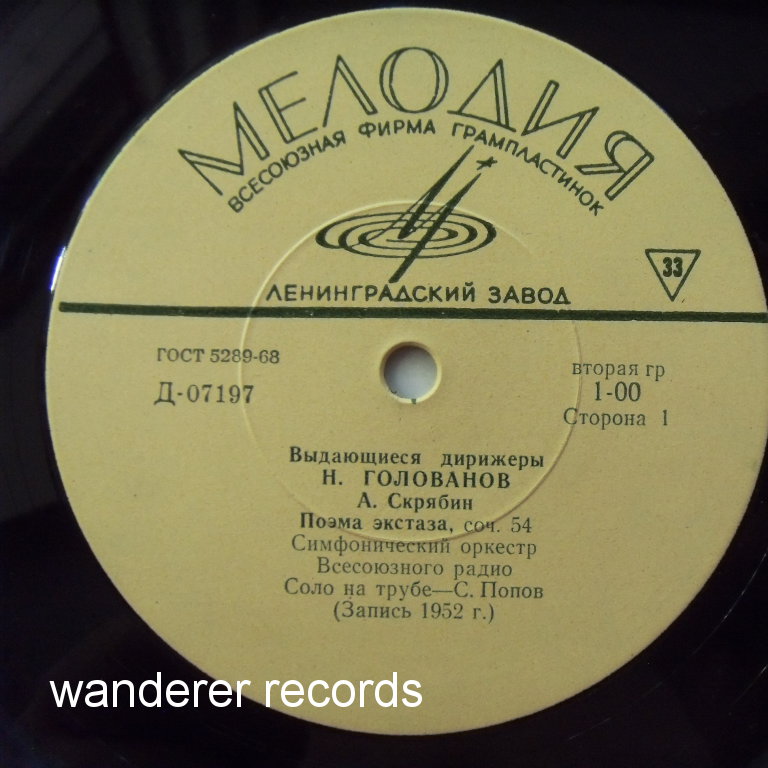 МЕЛОДИЯ
ВСЕСОЮЗНАЯ ФИРМА ГРАМПЛАСТИНОК
33
ЛЕНИНГРАДСКИЙ ЗАВОД
ГОСТ 5289-68
Д-07197
вторая гр
1-00
Сторона 1
Выдающиеся дирижеры
Н. ГОЛОВАНОВ
А. Скрябин
Поэма экстаза, соч. 54
Симфонический оркестр
Всесоюзного радио
Соло на трубе—С. Попов
(Запись 1952 г.)
wanderer records